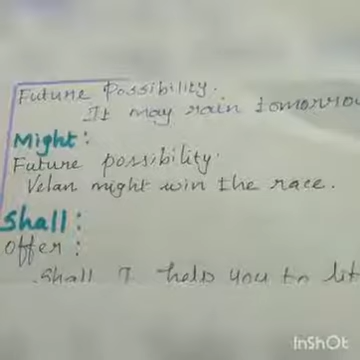 Future Possibility.
It may rain tomorrow
Might:
Future possibility.
Velan might win the race.
Shall:
Offer:
Shall I help you to
InShOt